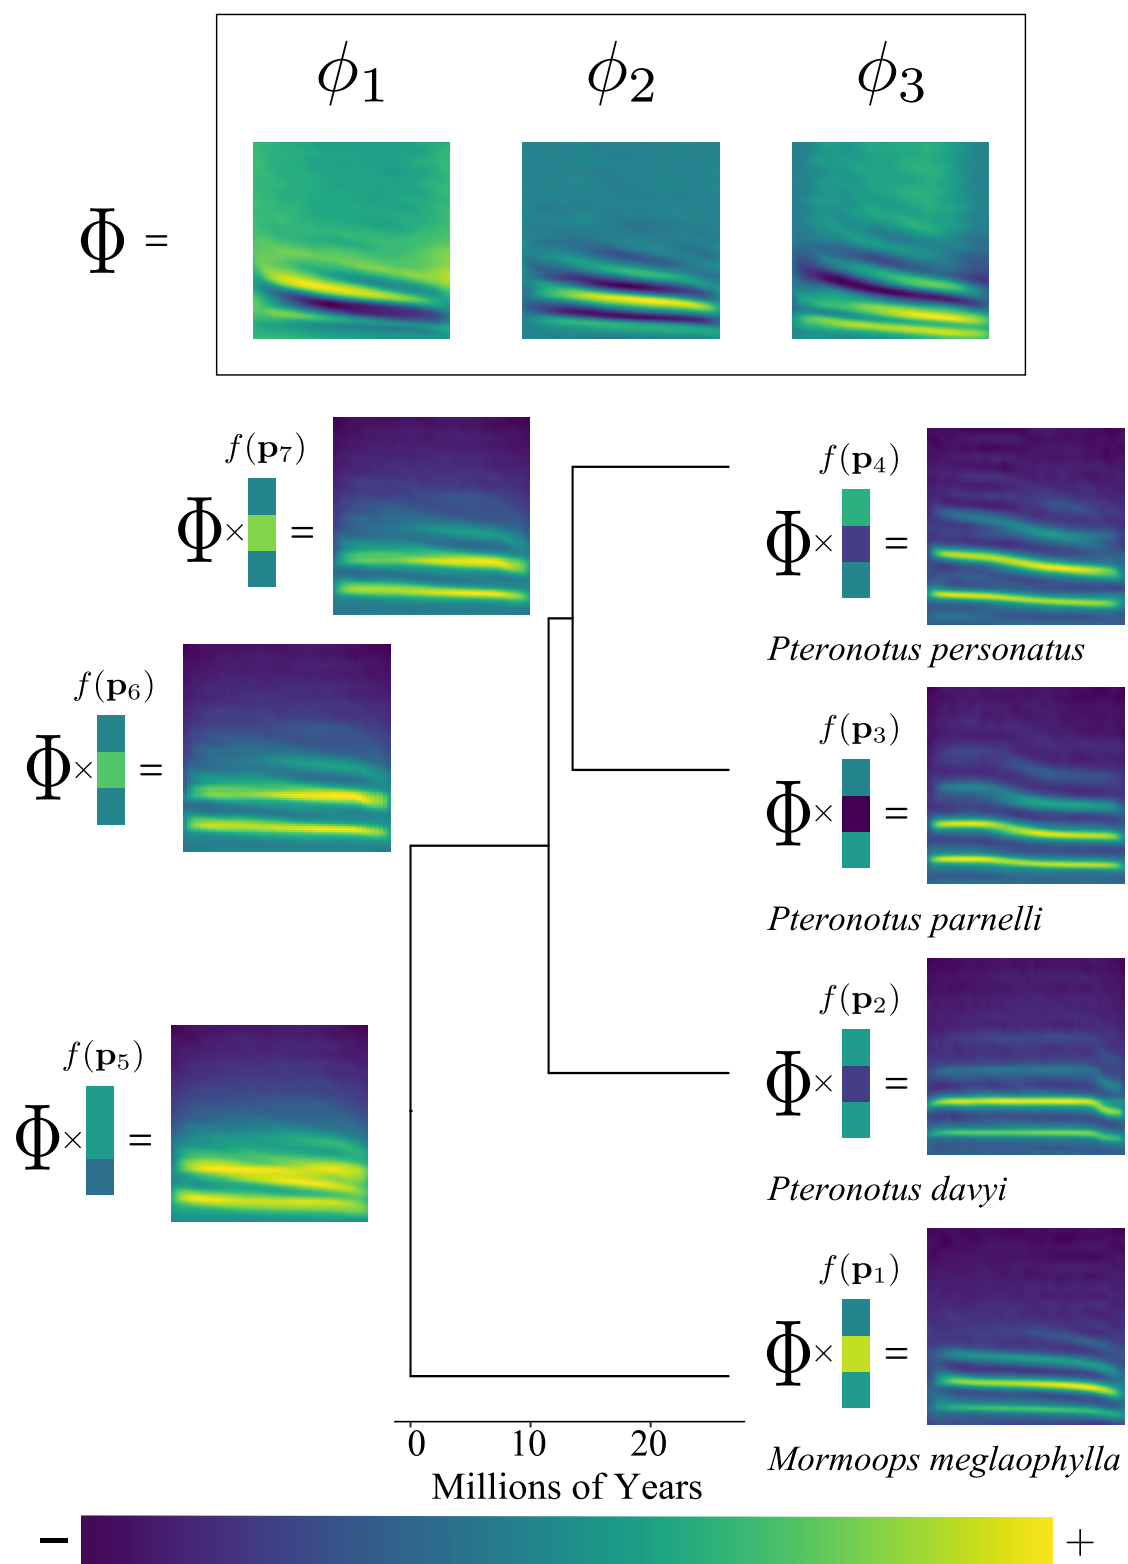 ϕ1 ϕ2 ϕ3
Φ =
f(p7)
Φ× =
f(p4)
Φ× =
Pteronotus personatus
f(p6)
Φ× =
f(p3)
Φ× =
Pteronotus parnelli
f(p2)
Φ× =
Pteronotus davyi
f(p5)
Φ× =
f(p1)
Φ× =
Mormoops meglaophylla
0 10 20
Millions of Years
− +